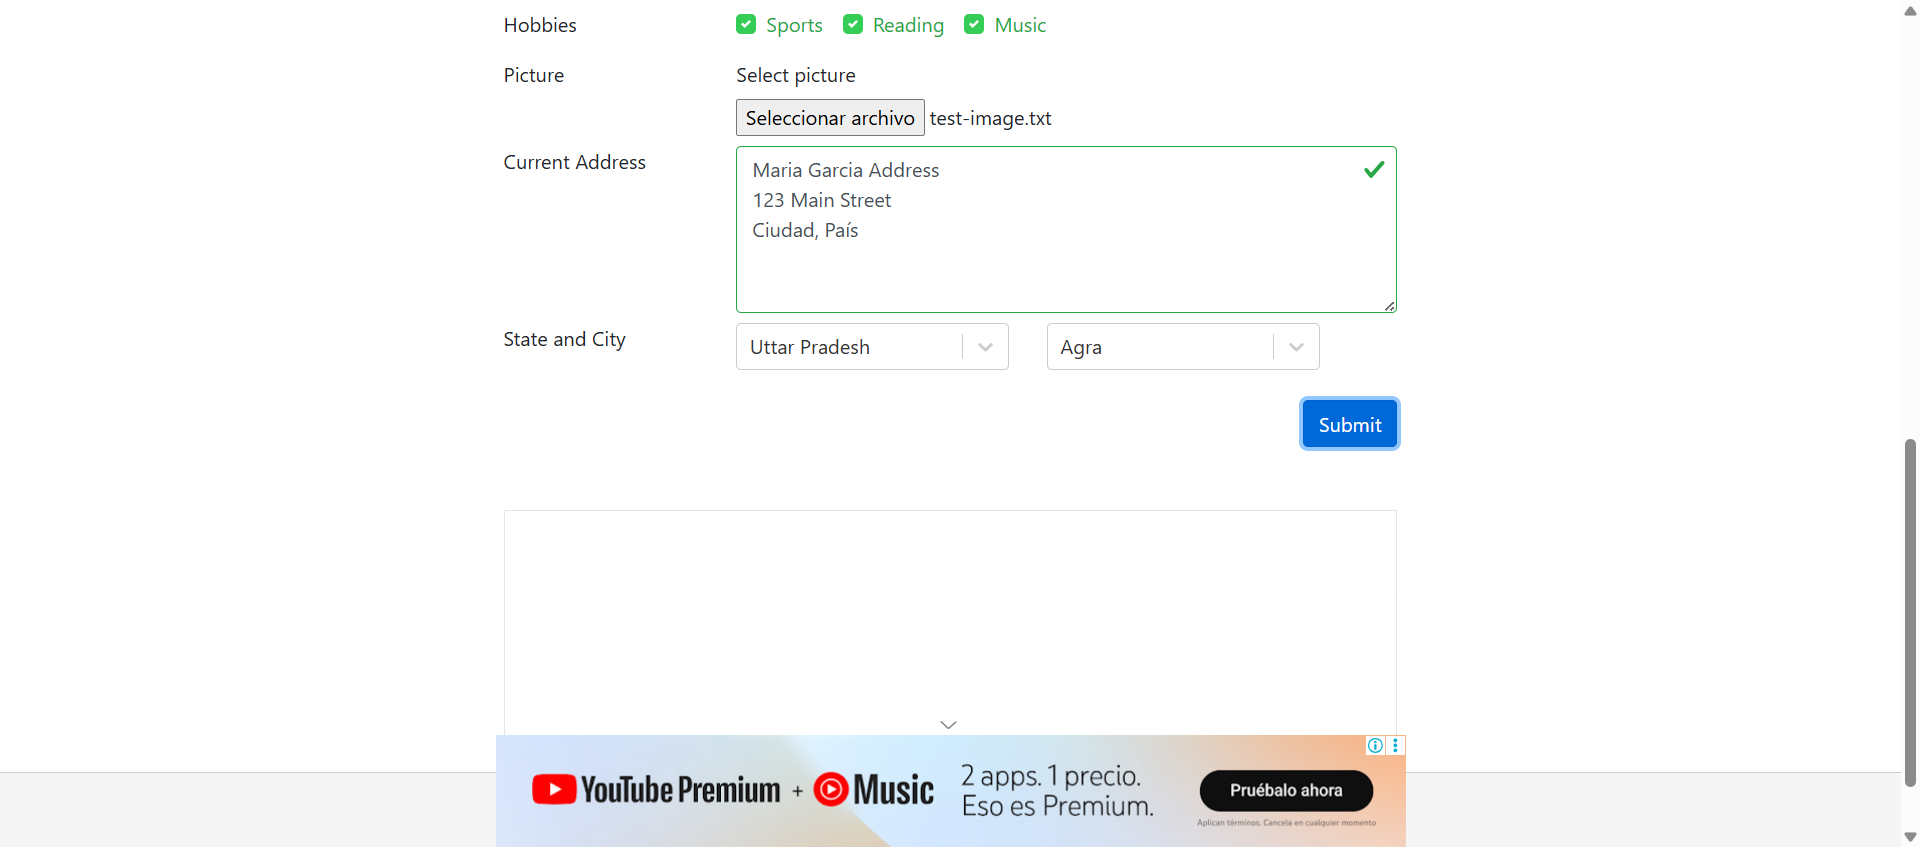 Hobbies
Sports Reading Music
Picture
Select picture
Seleccionar archivo test-image.txt
Current Address
Maria Garcia Address
123 Main Street
Ciudad, País
State and City
Uttar Pradesh
Agra
Submit
YouTube Premium + Music
2 apps. 1 precio.
Eso es Premium.
Pruébalo ahora
Aplican términos. Cancela en cualquier momento